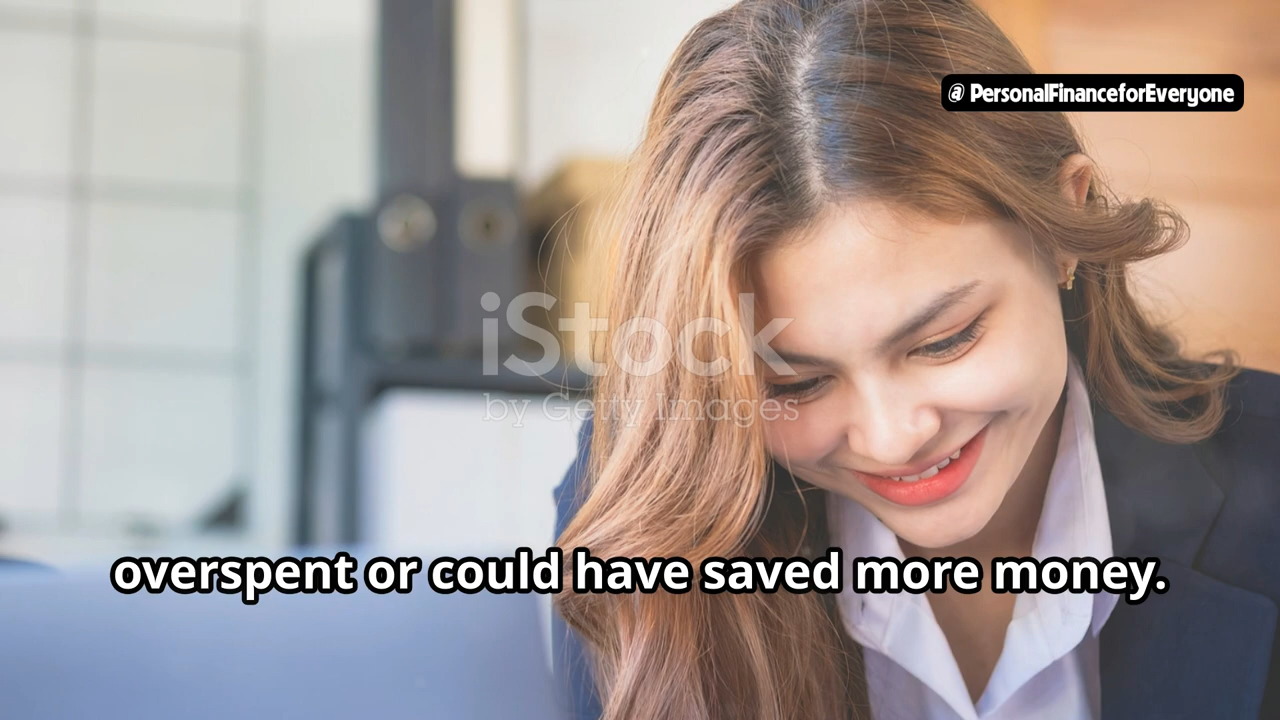 @ PersonalFinanceforEveryone
iStock
by Getty Images
overspent or could have saved more money.